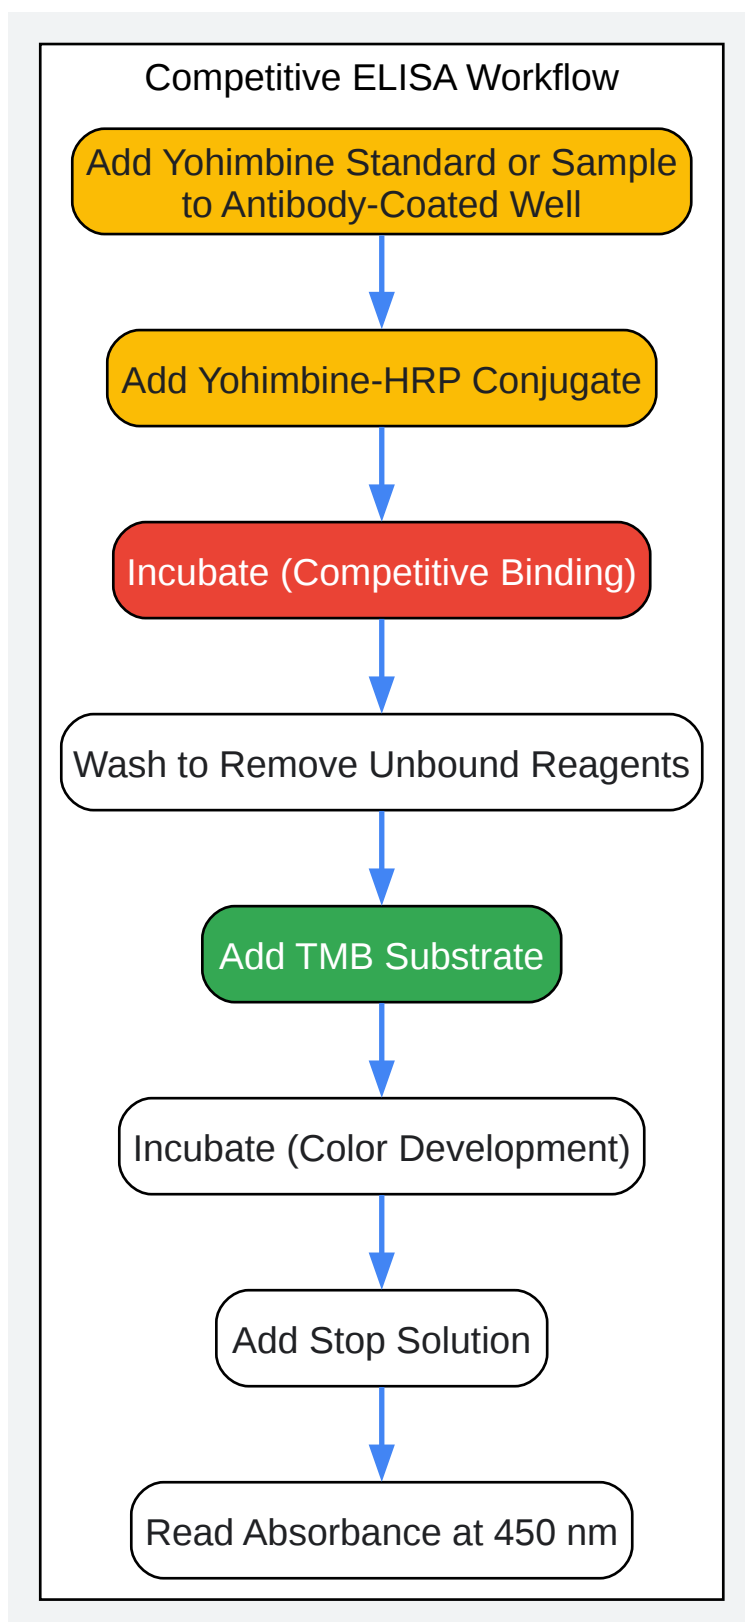 Competitive ELISA Workflow
Add Yohimbine Standard or Sample
to Antibody-Coated Well
Add Yohimbine-HRP Conjugate
Incubate (Competitive Binding)
Wash to Remove Unbound Reagents
Add TMB Substrate
Incubate (Color Development)
Add Stop Solution
Read Absorbance at 450 nm